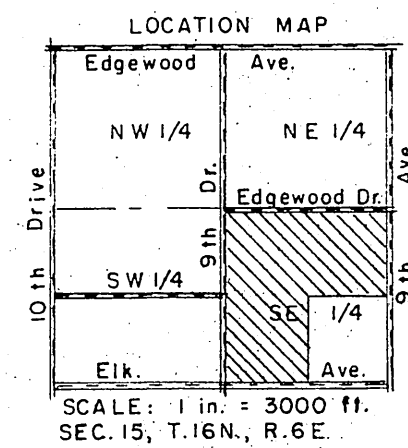 LOCATION MAP
Edgewood Ave.
NW 1/4 NE 1/4
10th Drive
9th Dr.
9th Ave.
Edgewood Dr.
SW 1/4
SE 1/4
Elk. Ave.
SCALE: 1 in. = 3000 ft.
SEC. 15, T.16N., R.6E.